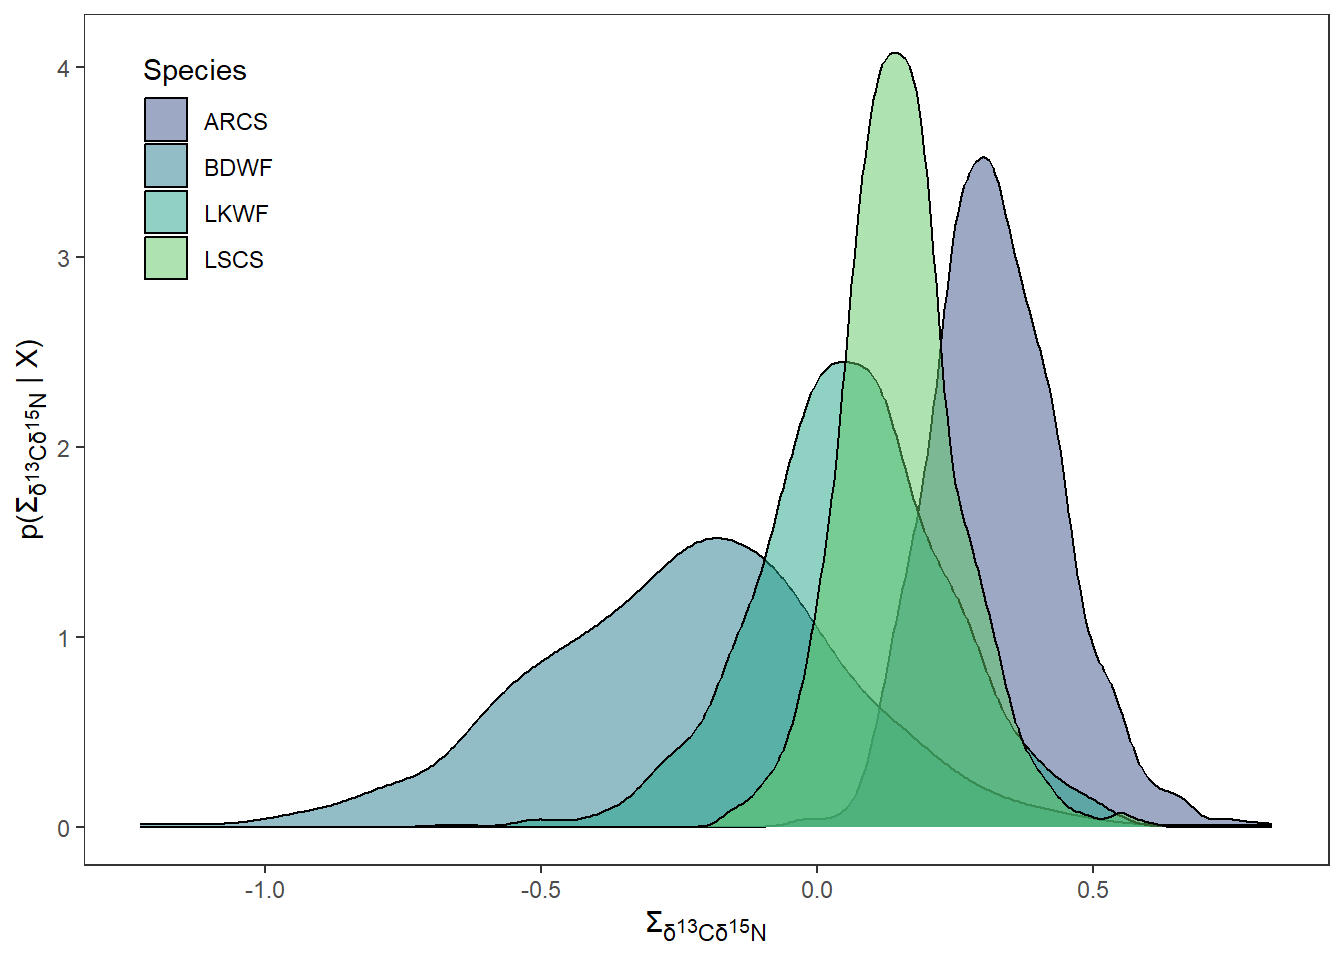 Species
ARCS
BDWF
LKWF
LSCS
4
3
2
1
0
p(Σδ¹³Cδ¹⁵N | X)
-1.0 -0.5 0.0 0.5
Σδ¹³Cδ¹⁵N